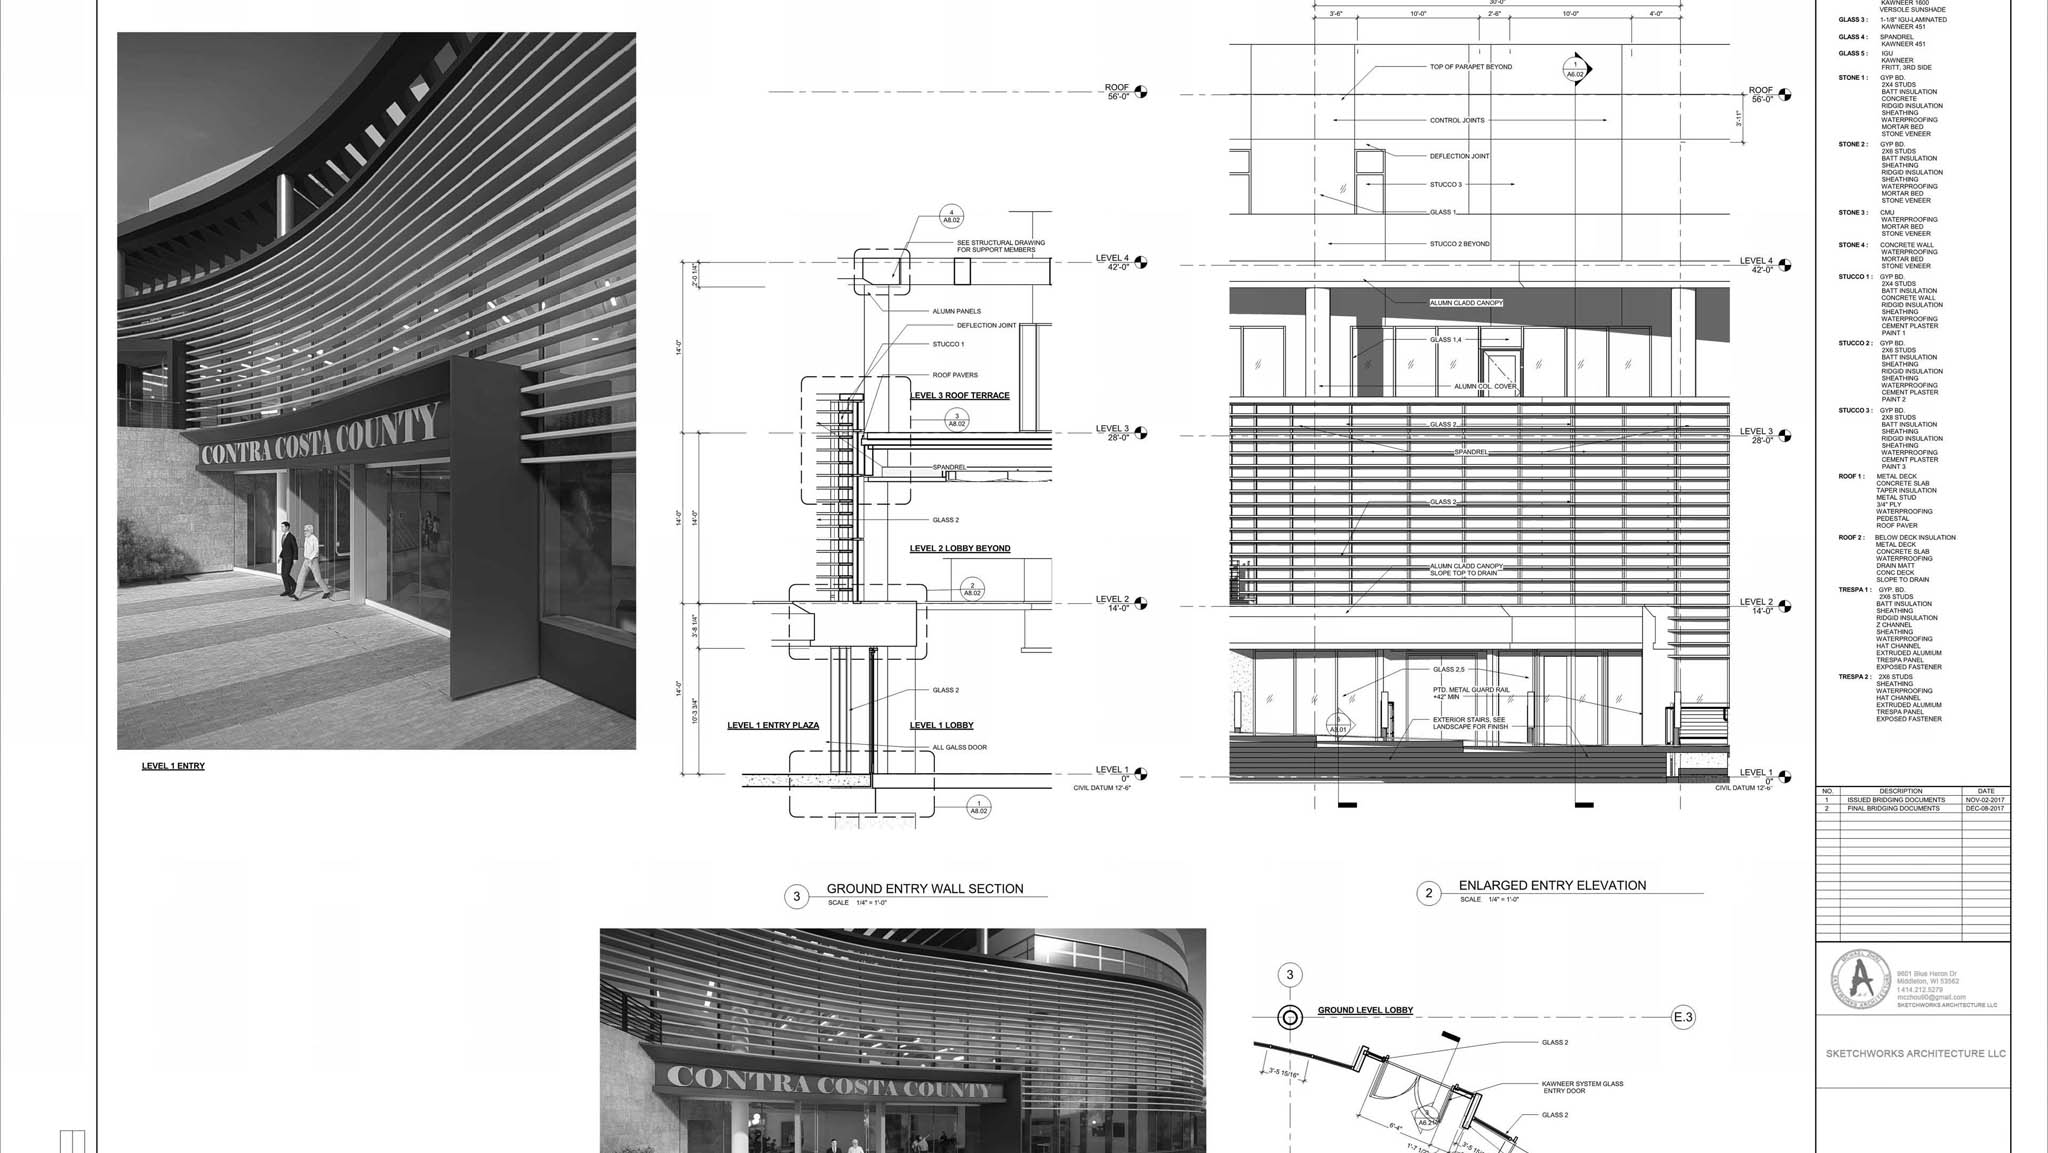 CONTRA COSTA COUNTY
LEVEL 1 ENTRY
ROOF
56'-0"
4
A8.02
SEE STRUCTURAL DRAWING
FOR SUPPORT MEMBERS
LEVEL 4
42'-0"
2'-0 1/4"
ALUMN PANELS
DEFLECTION JOINT
STUCCO 1
14'-0"
ROOF PAVERS
LEVEL 3 ROOF TERRACE
3
A8.02
LEVEL 3
28'-0"
SPANDREL
14'-0"
14'-0"
GLASS 2
LEVEL 2 LOBBY BEYOND
2
A8.02
LEVEL 2
14'-0"
3'-8 1/4"
14'-0"
GLASS 2
10'-3 3/4"
LEVEL 1 ENTRY PLAZA
LEVEL 1 LOBBY
ALL GALSS DOOR
LEVEL 1
0"
CIVIL DATUM 12'-6"
1
A8.02
3
GROUND ENTRY WALL SECTION
SCALE 1/4" = 1'-0"
30'-0"
3'-6"
10'-0"
2'-6"
10'-0"
4'-0"
TOP OF PARAPET BEYOND
1
A6.02
ROOF
56'-0"
3'-11"
CONTROL JOINTS
DEFLECTION JOINT
STUCCO 3
GLASS 1
STUCCO 2 BEYOND
LEVEL 4
42'-0"
ALUMN CLADD CANOPY
GLASS 1,4
ALUMN COL. COVER
GLASS 2
LEVEL 3
28'-0"
SPANDREL
GLASS 2
ALUMN CLADD CANOPY
SLOPE TOP TO DRAIN
LEVEL 2
14'-0"
GLASS 2,5
PTD. METAL GUARD RAIL
+42" MIN
EXTERIOR STAIRS, SEE
LANDSCAPE FOR FINISH
LEVEL 1
0"
CIVIL DATUM 12'-6"
2
ENLARGED ENTRY ELEVATION
SCALE 1/4" = 1'-0"
CONTRA COSTA COUNTY
3
GROUND LEVEL LOBBY
E.3
GLASS 2
3'-5 15/16"
KAWNEER SYSTEM GLASS
ENTRY DOOR
GLASS 2
6'-4"
KAWNEER 1600
VERSOLE SUNSHADE
GLASS 3 : 1-1/8" IGU-LAMINATED
KAWNEER 451
GLASS 4 : SPANDREL
KAWNEER 451
GLASS 5 : IGU
KAWNEER
FRITT, 3RD SIDE
STONE 1 : GYP BD.
2X4 STUDS
BATT INSULATION
CONCRETE
RIDGID INSULATION
SHEATHING
WATERPROOFING
MORTAR BED
STONE VENEER
STONE 2 : GYP BD.
2X6 STUDS
BATT INSULATION
SHEATHING
RIDGID INSULATION
SHEATHING
WATERPROOFING
MORTAR BED
STONE VENEER
STONE 3 : CMU
WATERPROOFING
MORTAR BED
STONE VENEER
STONE 4 : CONCRETE WALL
WATERPROOFING
MORTAR BED
STONE VENEER
STUCCO 1 : GYP BD.
2X4 STUDS
BATT INSULATION
CONCRETE WALL
RIDGID INSULATION
SHEATHING
WATERPROOFING
CEMENT PLASTER
PAINT 1
STUCCO 2 : GYP BD.
2X6 STUDS
BATT INSULATION
SHEATHING
RIDGID INSULATION
SHEATHING
WATERPROOFING
CEMENT PLASTER
PAINT 2
STUCCO 3 : GYP BD.
2X8 STUDS
BATT INSULATION
SHEATHING
RIDGID INSULATION
SHEATHING
WATERPROOFING
CEMENT PLASTER
PAINT 3
ROOF 1 : METAL DECK
CONCRETE SLAB
TAPER INSULATION
METAL STUD
3/4" PLY
WATERPROOFING
PEDESTAL
ROOF PAVER
ROOF 2 : BELOW DECK INSULATION
METAL DECK
CONCRETE SLAB
WATERPROOFING
DRAIN MATT
CONC DECK
SLOPE TO DRAIN
TRESPA 1 : GYP. BD.
2X6 STUDS
BATT INSULATION
SHEATHING
RIDGID INSULATION
Z CHANNEL
SHEATHING
WATERPROOFING
HAT CHANNEL
EXTRUDED ALUMIUM
TRESPA PANEL
EXPOSED FASTENER
TRESPA 2 : 2X6 STUDS
SHEATHING
WATERPROOFING
HAT CHANNEL
EXTRUDED ALUMIUM
TRESPA PANEL
EXPOSED FASTENER
NO. DESCRIPTION DATE
1 ISSUED BRIDGING DOCUMENTS NOV-02-2017
2 FINAL BRIDGING DOCUMENTS DEC-08-2017
9601 Blue Heron Dr
Middleton, WI 53562
t 414.212.5279
mczhou90@gmail.com
SKETCHWORKS ARCHITECTURE LLC
SKETCHWORKS ARCHITECTURE LLC